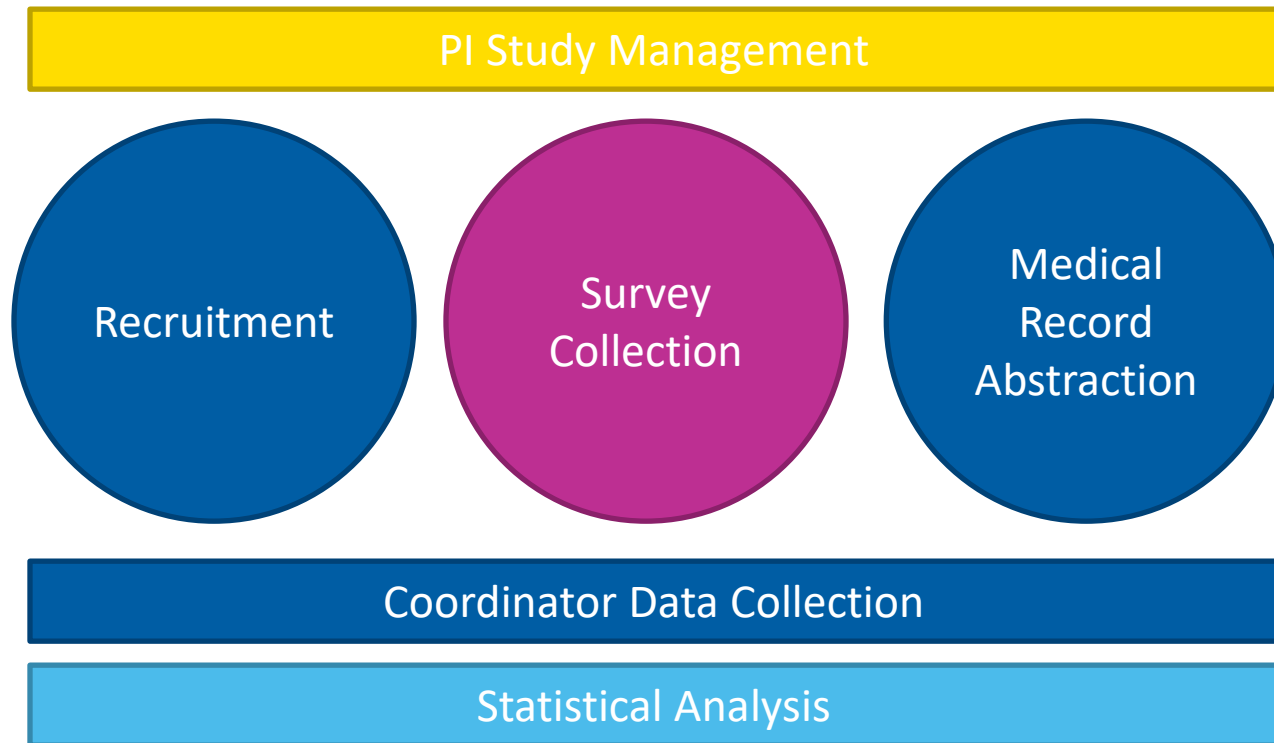 PI Study Management
Recruitment
Survey
Collection
Medical
Record
Abstraction
Coordinator Data Collection
Statistical Analysis